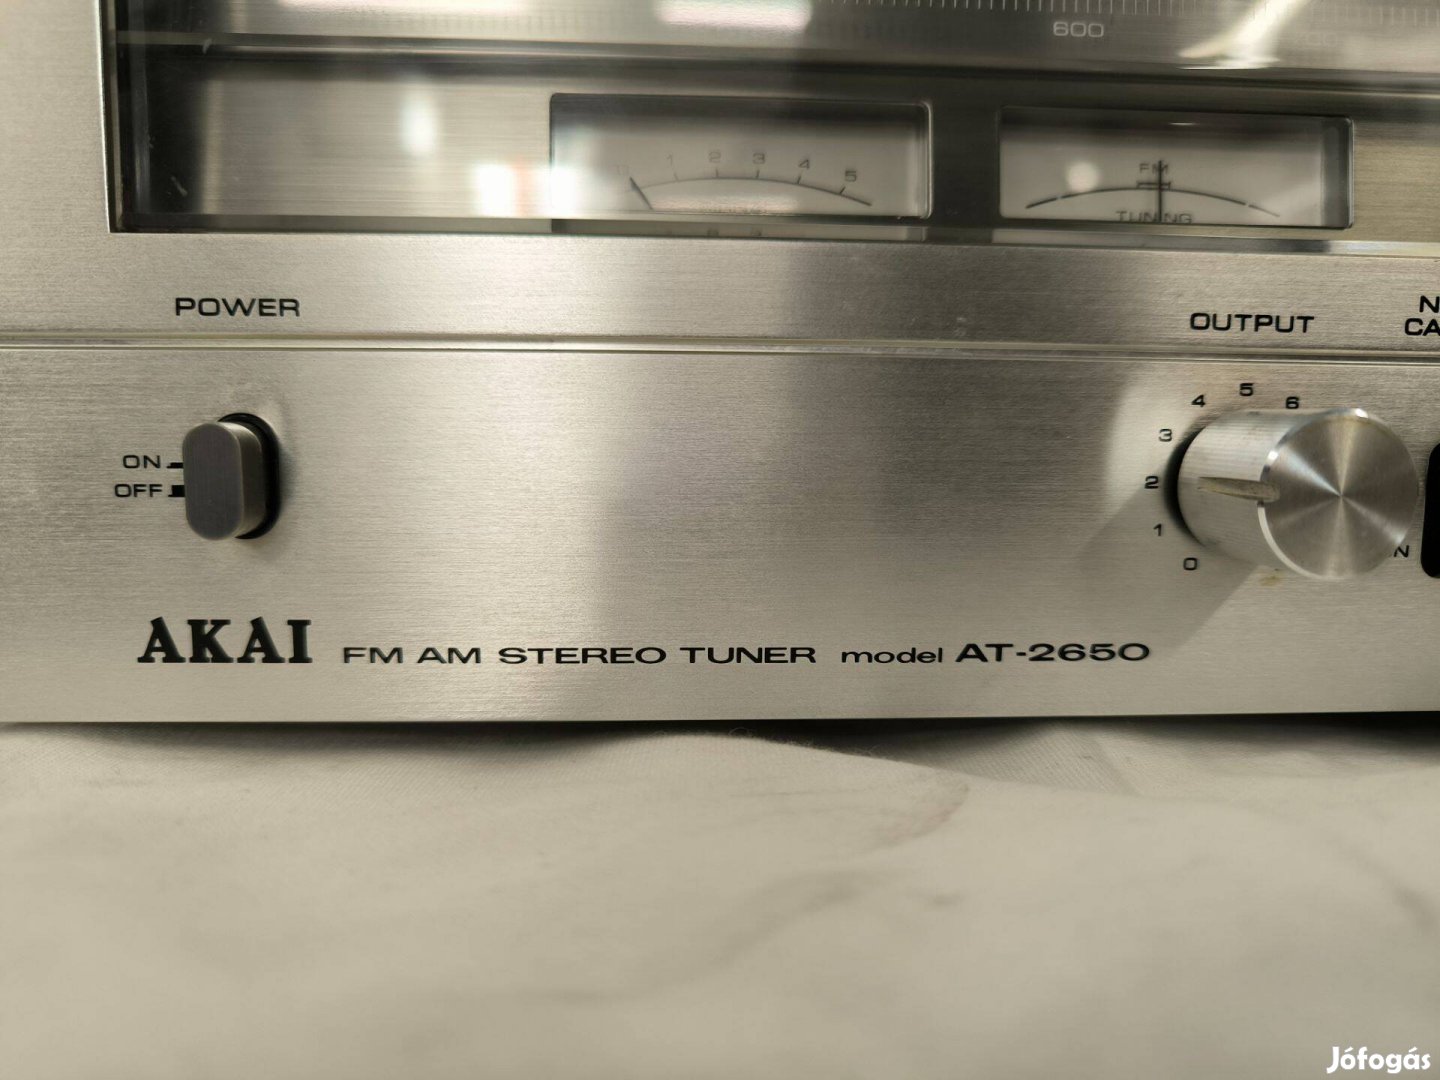 600
0 1 2 3 4 5
FM
TUNING
POWER
OUTPUT
ON
OFF
0 1 2 3 4 5 6
AKAI FM AM STEREO TUNER model AT-2650
Jófogás